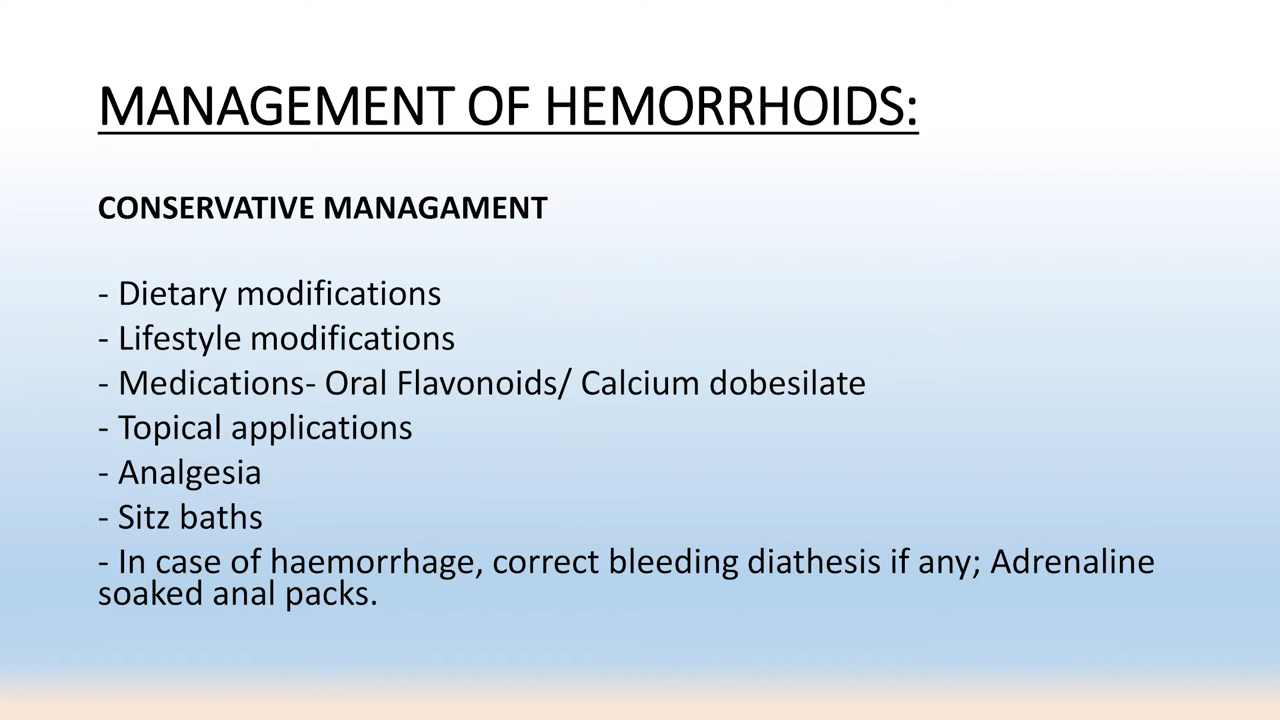 MANAGEMENT OF HEMORRHOIDS:
CONSERVATIVE MANAGAMENT
- Dietary modifications
- Lifestyle modifications
- Medications- Oral Flavonoids/ Calcium dobesilate
- Topical applications
- Analgesia
- Sitz baths
- In case of haemorrhage, correct bleeding diathesis if any; Adrenaline
soaked anal packs.